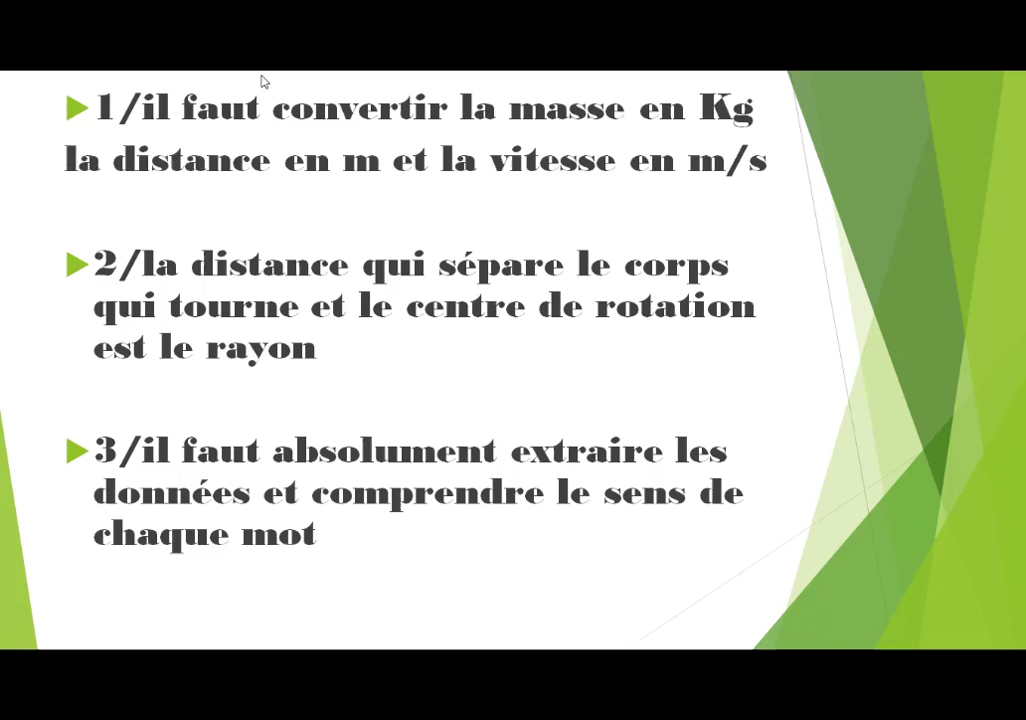 1/il faut convertir la masse en Kg
la distance en m et la vitesse en m/s
2/la distance qui sépare le corps
qui tourne et le centre de rotation
est le rayon
3/il faut absolument extraire les
données et comprendre le sens de
chaque mot